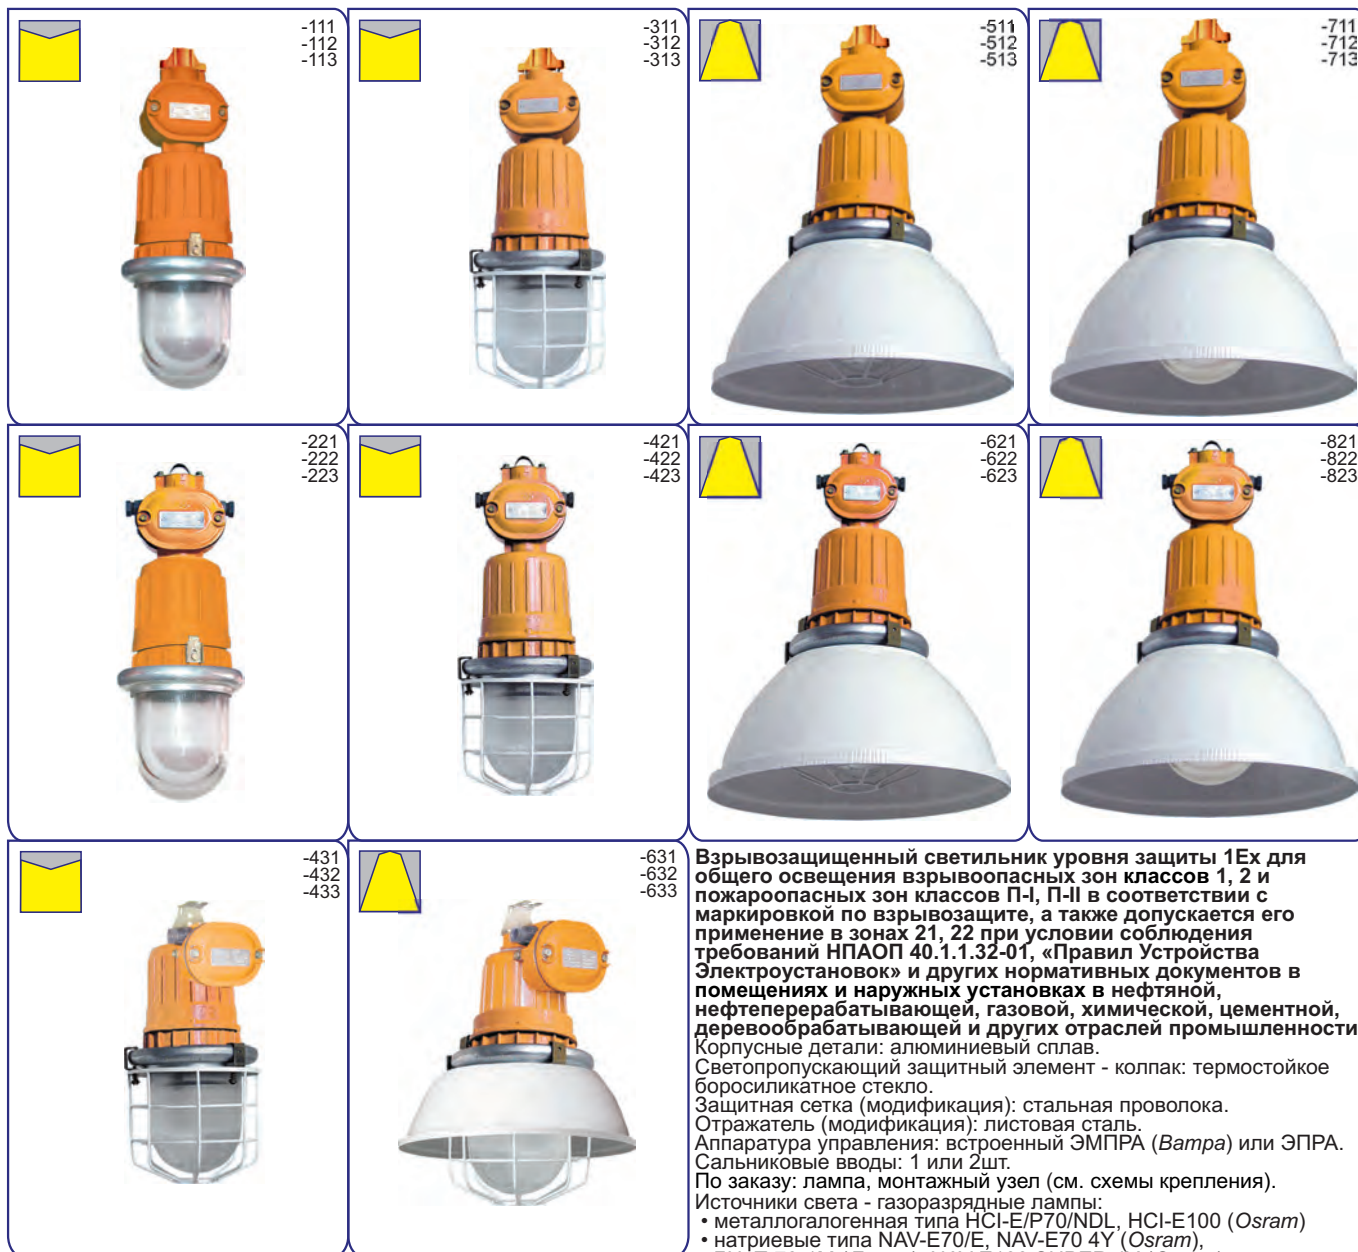 -111
-112
-113
-311
-312
-313
-511
-512
-513
-711
-712
-713
-221
-222
-223
-421
-422
-423
-621
-622
-623
-821
-822
-823
-431
-432
-433
-631
-632
-633
Взрывозащищенный светильник уровня защиты 1Ex для
общего освещения взрывоопасных зон классов 1, 2 и
пожароопасных зон классов П-I, П-II в соответствии с
маркировкой по взрывозащите, а также допускается его
применение в зонах 21, 22 при условии соблюдения
требований НПАОП 40.1.1.32-01, «Правил Устройства
Электроустановок» и других нормативных документов в
помещениях и наружных установках в нефтяной,
нефтеперерабатывающей, газовой, химической, цементной,
деревообрабатывающей и других отраслей промышленности
Корпусные детали: алюминиевый сплав.
Светопропускающий защитный элемент - колпак: термостойкое
боросиликатное стекло.
Защитная сетка (модификация): стальная проволока.
Отражатель (модификация): листовая сталь.
Аппаратура управления: встроенный ЭМПРА (Ватра) или ЭПРА.
Сальниковые вводы: 1 или 2шт.
По заказу: лампа, монтажный узел (см. схемы крепления).
Источники света - газоразрядные лампы:
• металлогалогенная типа HCI-E/P70/NDL, HCI-E100 (Osram)
• натриевые типа NAV-E70/E, NAV-E70 4Y (Osram),